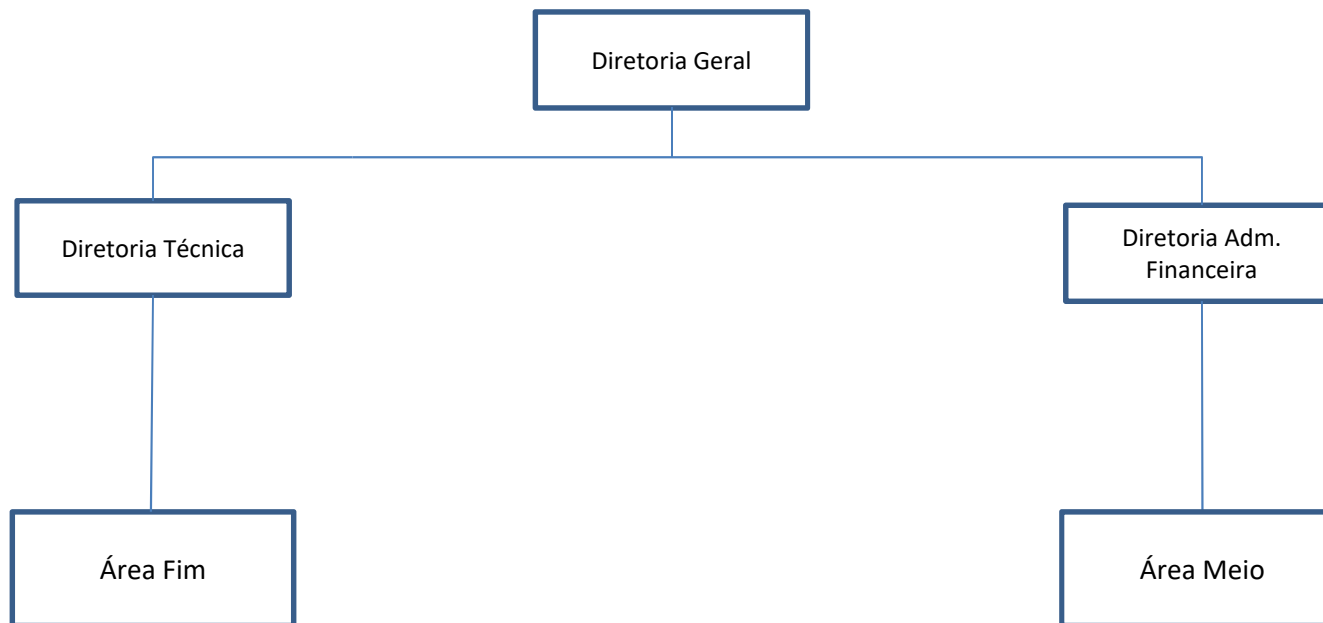 Diretoria Geral
Diretoria Técnica
Diretoria Adm.
Financeira
Área Fim
Área Meio